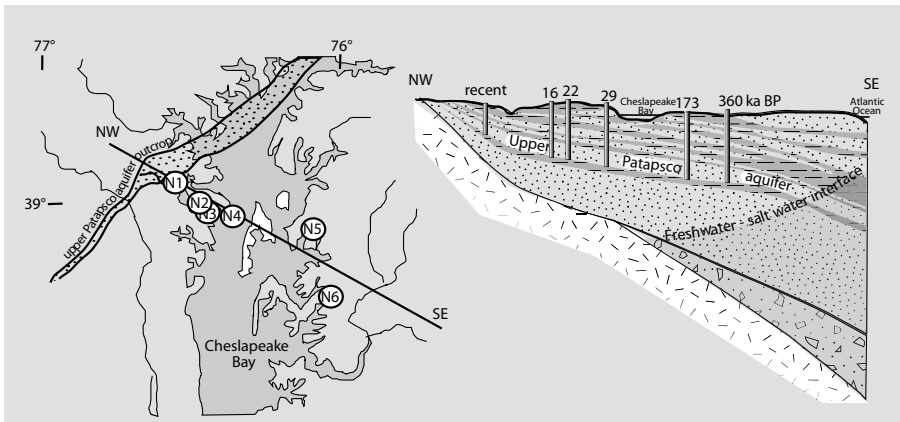 77°
76°
NW
upper Patapsco aquifer outcrop
39°
N1
N2
N3
N4
N5
N6
SE
Cheslapeake
Bay
NW
SE
recent
16
22
29
Cheslapeake
Bay
173
360 ka BP
Atlantic
Ocean
Upper
Patapsco
aquifer
Freshwater - salt water interface